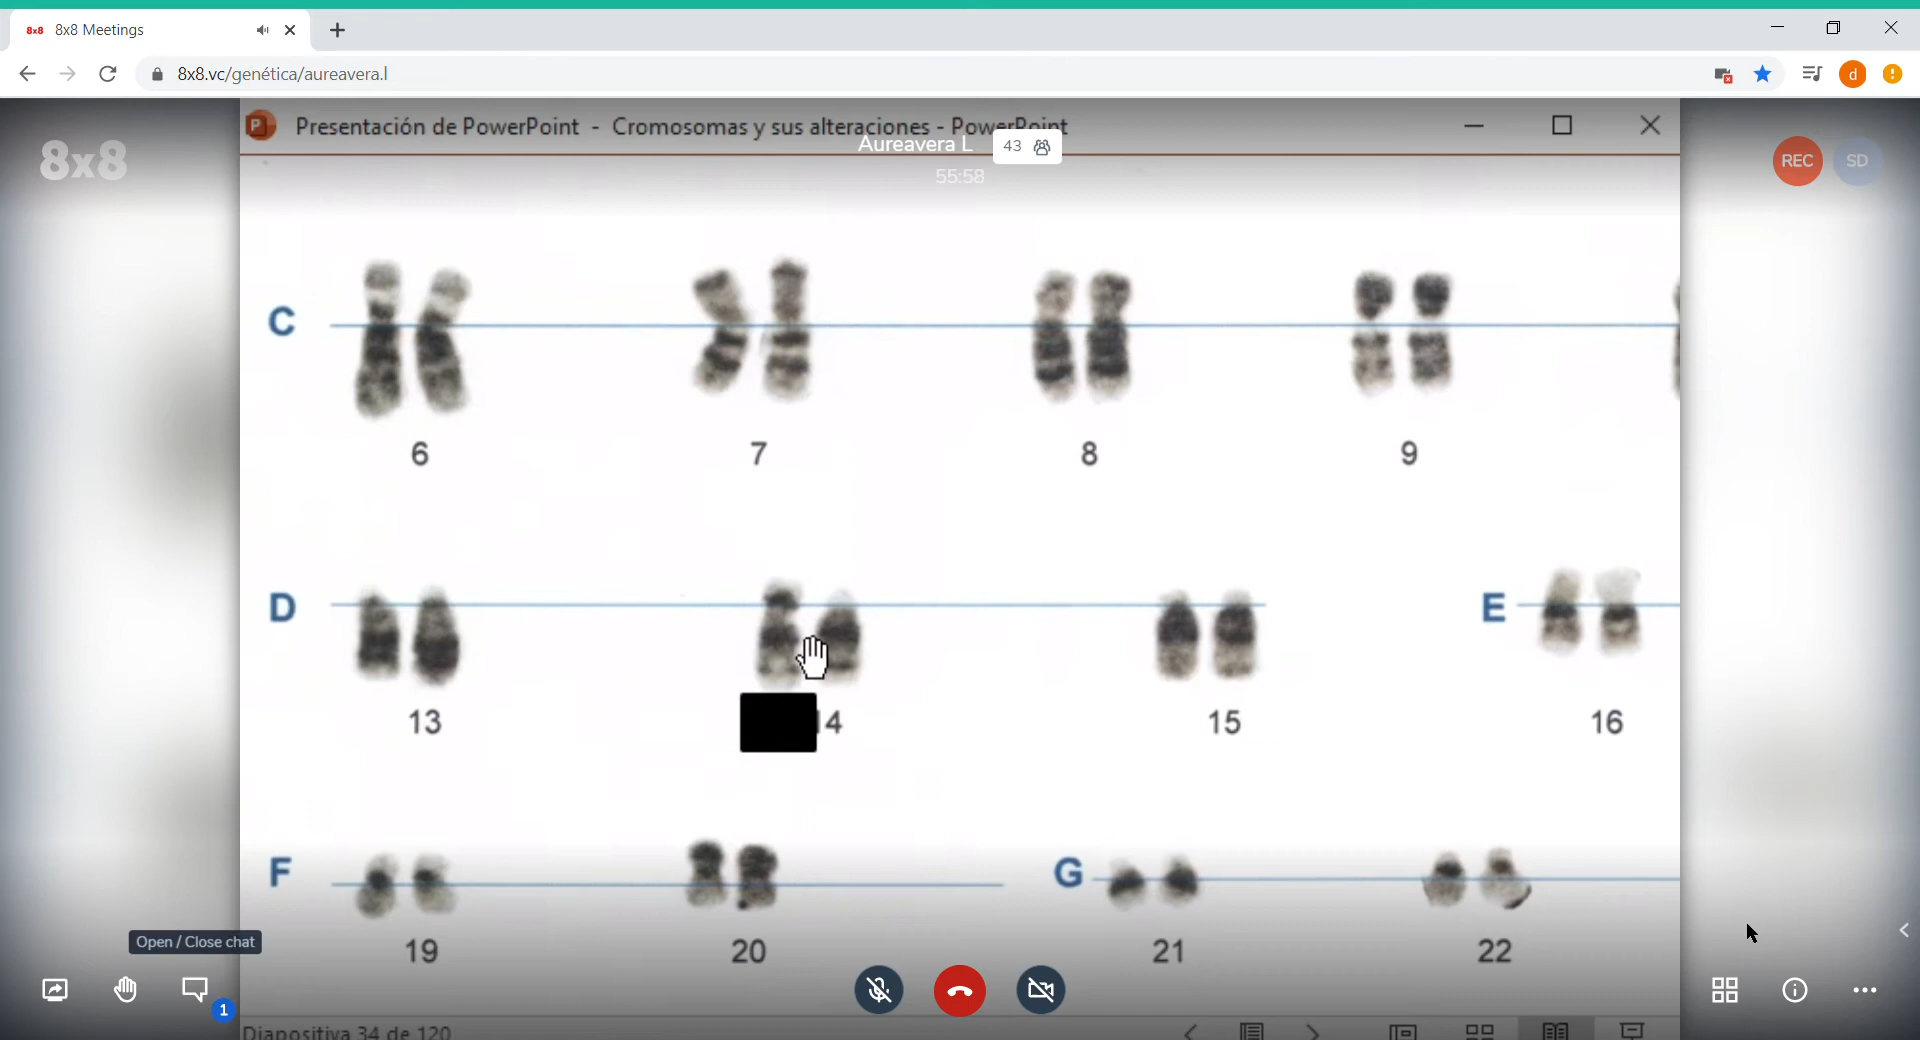 8x8 8x8 Meetings
8x8.vc/genética/aureavera.l
d
Presentación de PowerPoint - Cromosomas y sus alteraciones - PowerPoint
8x8
Aureavera L 43
REC SD
55:58
C
6 7 8 9
D E
13 14 15 16
F G
Open / Close chat
19 20 21 22
1
Diapositiva 34 de 120